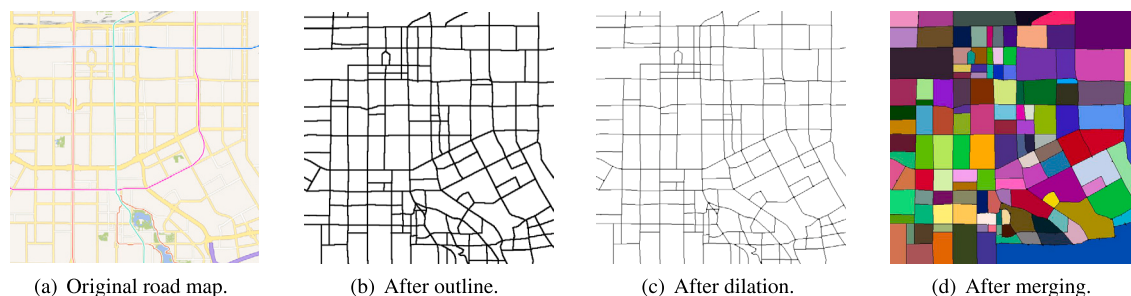 (a) Original road map.
(b) After outline.
(c) After dilation.
(d) After merging.